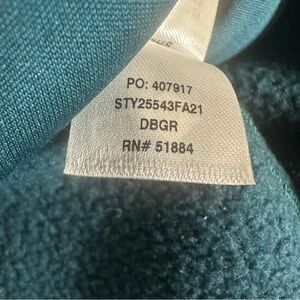 PO: 407917
STY25543FA21
DBGR
RN# 51884